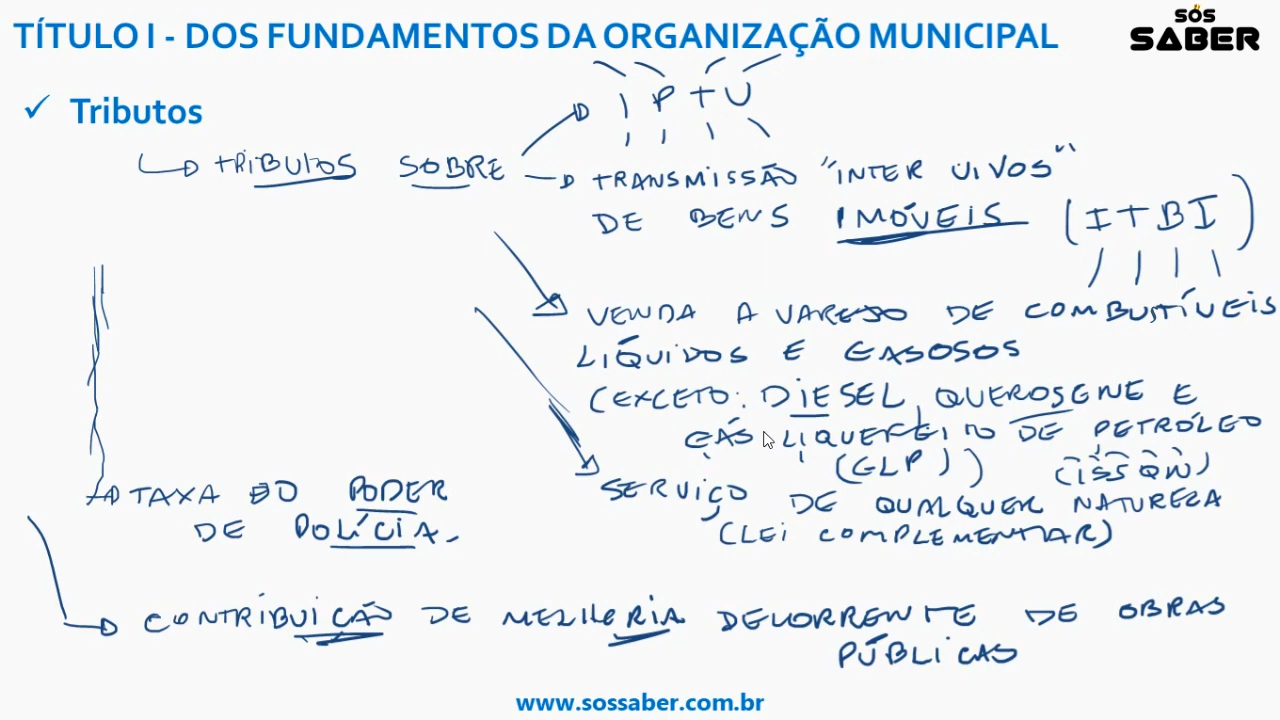 TÍTULO I - DOS FUNDAMENTOS DA ORGANIZAÇÃO MUNICIPAL
SÓS
SABER
✓ Tributos
IPTU
TRIBUTOS SOBRE
TRANSMISSÃO "INTER VIVOS"
DE BENS IMÓVEIS (ITBI)
VENDA A VAREJO DE COMBUSTÍVEIS
LÍQUIDOS E GASOSOS
(EXCETO: DIESEL, QUEROSENE E
GÁS LIQUEFEITO DE PETRÓLEO
(GLP)) (ISSQN)
SERVIÇO DE QUALQUER NATUREZA
(LEI COMPLEMENTAR)
TAXA DO PODER
DE POLÍCIA.
CONTRIBUIÇÃO DE MELHORIA DECORRENTE DE OBRAS
PÚBLICAS
www.sossaber.com.br